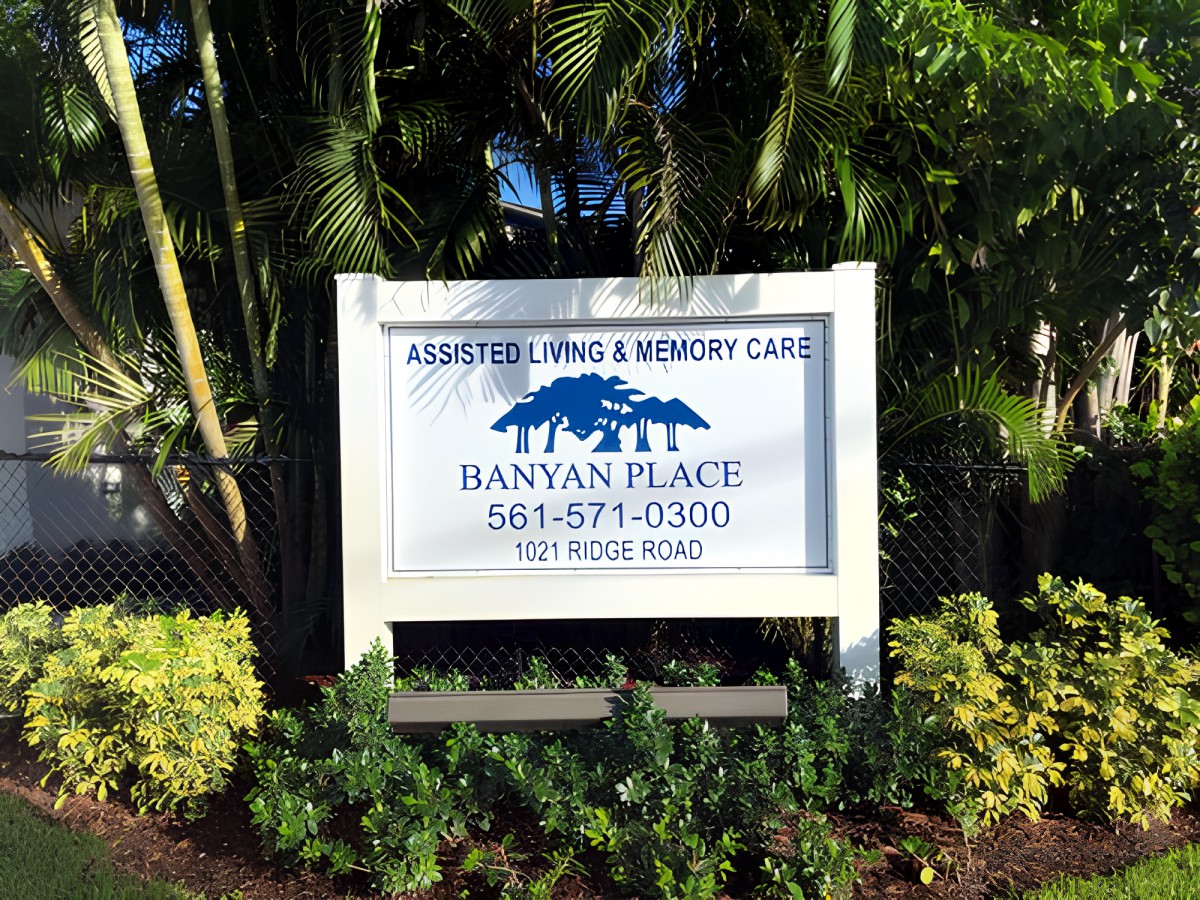 ASSISTED LIVING & MEMORY CARE
BANYAN PLACE
561-571-0300
1021 RIDGE ROAD